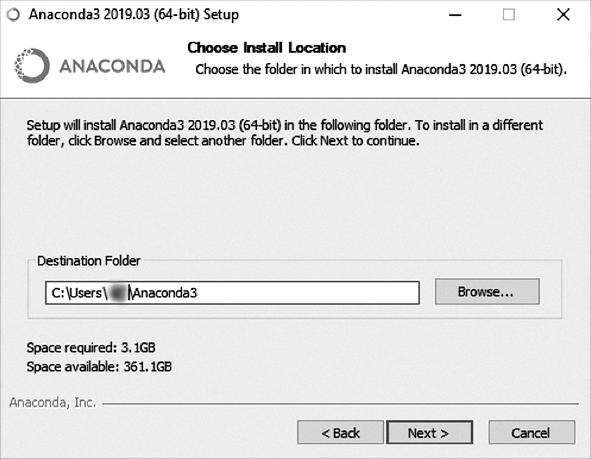 Anaconda3 2019.03 (64-bit) Setup
ANACONDA
Choose Install Location
Choose the folder in which to install Anaconda3 2019.03 (64-bit).
Setup will install Anaconda3 2019.03 (64-bit) in the following folder. To install in a different
folder, click Browse and select another folder. Click Next to continue.
Destination Folder
C:\Users\ \Anaconda3
Browse...
Space required: 3.1GB
Space available: 361.1GB
Anaconda, Inc.
< Back
Next >
Cancel